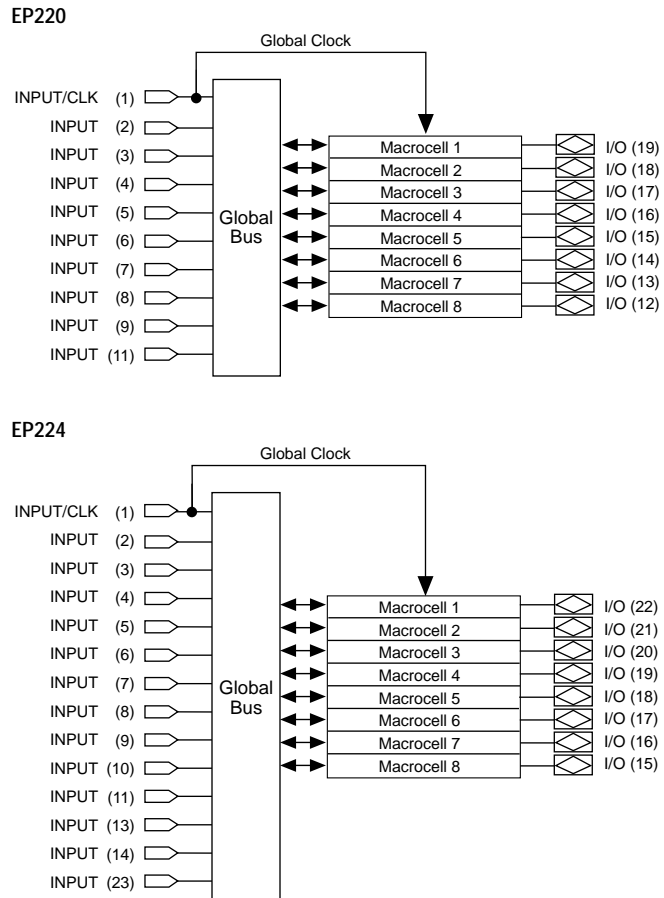 EP220
Global Clock
INPUT/CLK (1)
INPUT (2)
INPUT (3)
INPUT (4)
INPUT (5)
INPUT (6)
INPUT (7)
INPUT (8)
INPUT (9)
INPUT (11)
Global
Bus
Macrocell 1 I/O (19)
Macrocell 2 I/O (18)
Macrocell 3 I/O (17)
Macrocell 4 I/O (16)
Macrocell 5 I/O (15)
Macrocell 6 I/O (14)
Macrocell 7 I/O (13)
Macrocell 8 I/O (12)
EP224
Global Clock
INPUT/CLK (1)
INPUT (2)
INPUT (3)
INPUT (4)
INPUT (5)
INPUT (6)
INPUT (7)
INPUT (8)
INPUT (9)
INPUT (10)
INPUT (11)
INPUT (13)
INPUT (14)
INPUT (23)
Global
Bus
Macrocell 1 I/O (22)
Macrocell 2 I/O (21)
Macrocell 3 I/O (20)
Macrocell 4 I/O (19)
Macrocell 5 I/O (18)
Macrocell 6 I/O (17)
Macrocell 7 I/O (16)
Macrocell 8 I/O (15)